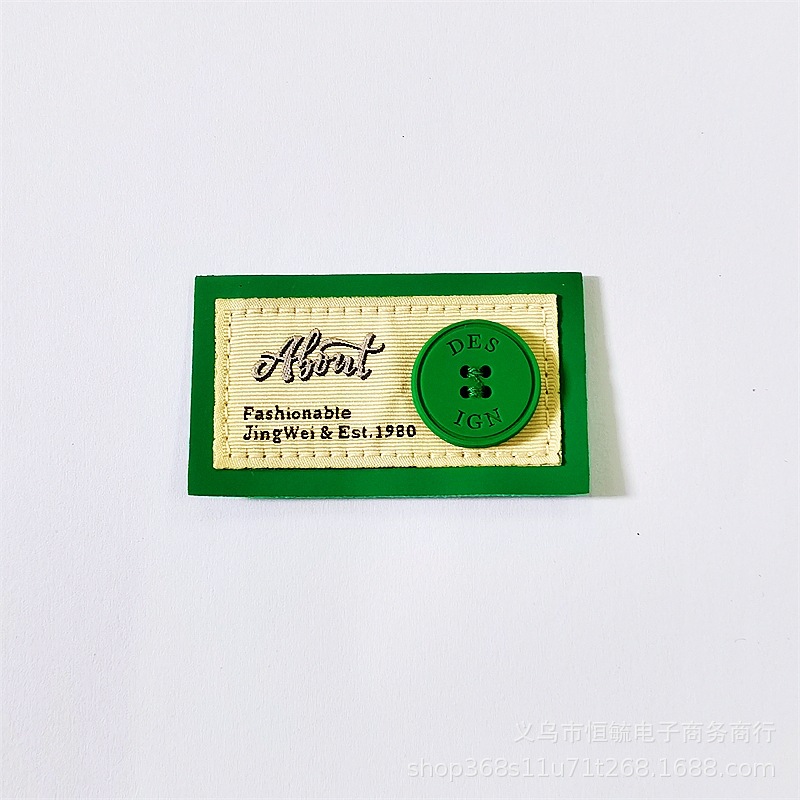 About
Fashionable
JingWei & Est.1980
DES
IGN
义乌市恒毓电子商务商行
shop368s11u71t268.1688.com